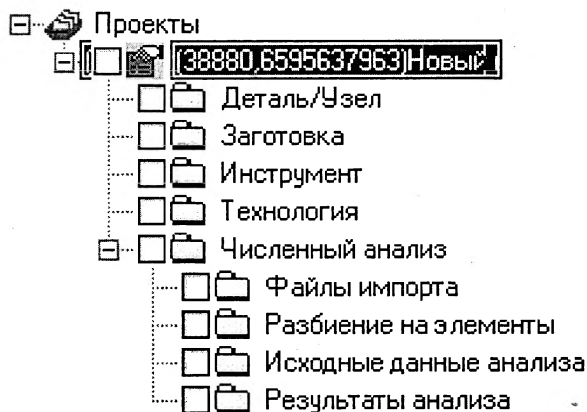 Проекты
(38880,6595637963)Новый
Деталь/Узел
Заготовка
Инструмент
Технология
Численный анализ
Файлы импорта
Разбиение на элементы
Исходные данные анализа
Результаты анализа